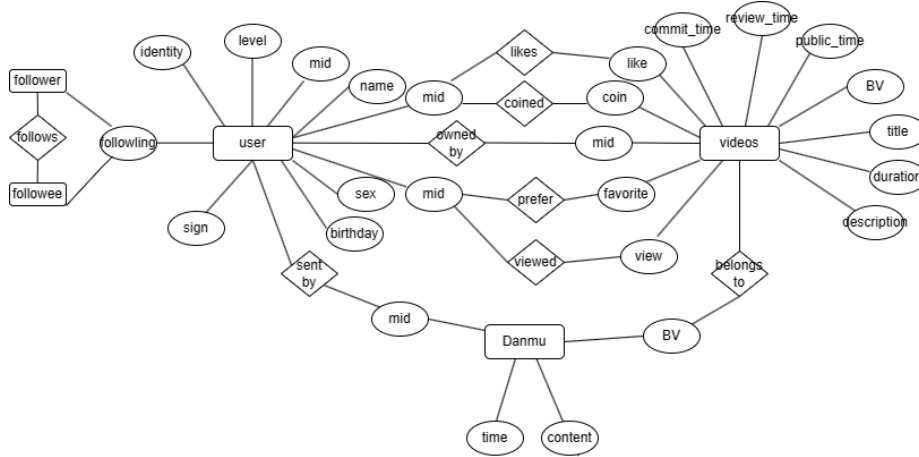 commit_time
review_time
public_time
identity
level
likes
mid
like
follower
name
mid
coined
coin
BV
follows
followling
user
owned
by
mid
videos
title
followee
sex
mid
prefer
favorite
duration
sign
birthday
description
sent
by
viewed
view
belongs
to
mid
Danmu
BV
time
content